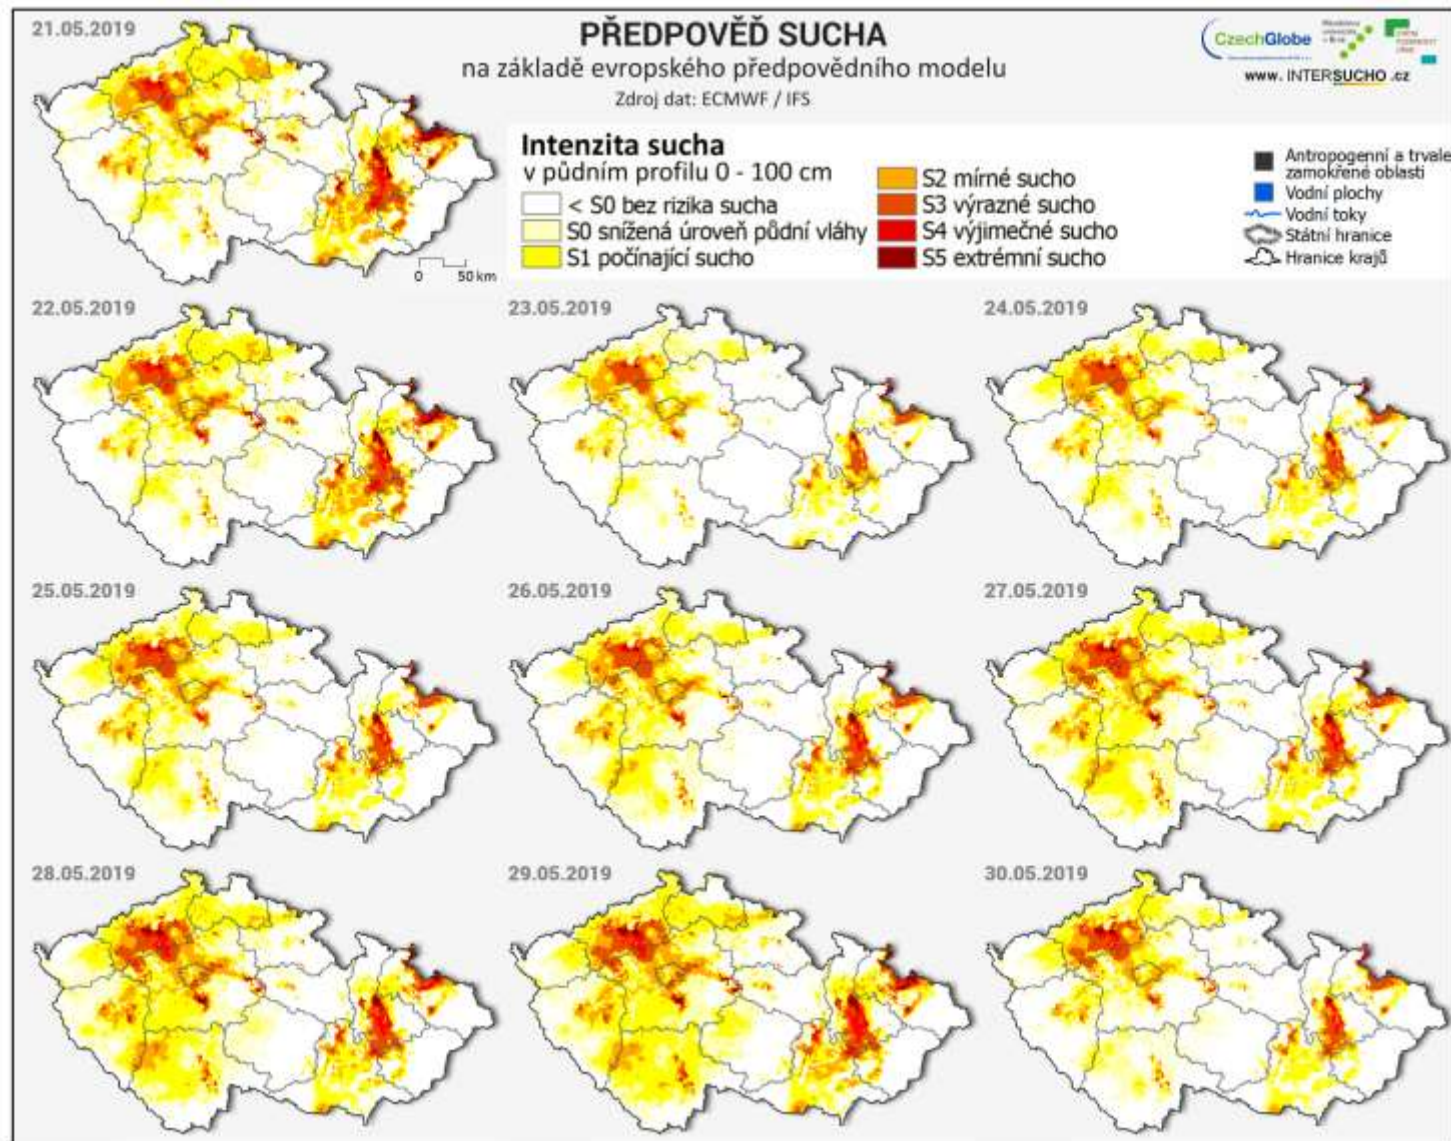 21.05.2019
PŘEDPOVĚĎ SUCHA
na základě evropského předpovědního modelu
Zdroj dat: ECMWF / IFS
CzechGlobe
www. INTERSUCHO .cz
Intenzita sucha
v půdním profilu 0 - 100 cm
< S0 bez rizika sucha
S0 snížená úroveň půdní vláhy
S1 počínající sucho
S2 mírné sucho
S3 výrazné sucho
S4 výjimečné sucho
S5 extrémní sucho
Antropogenní a trvale
zamokřené oblasti
Vodní plochy
Vodní toky
Státní hranice
Hranice krajů
0 50 km
22.05.2019
23.05.2019
24.05.2019
25.05.2019
26.05.2019
27.05.2019
28.05.2019
29.05.2019
30.05.2019